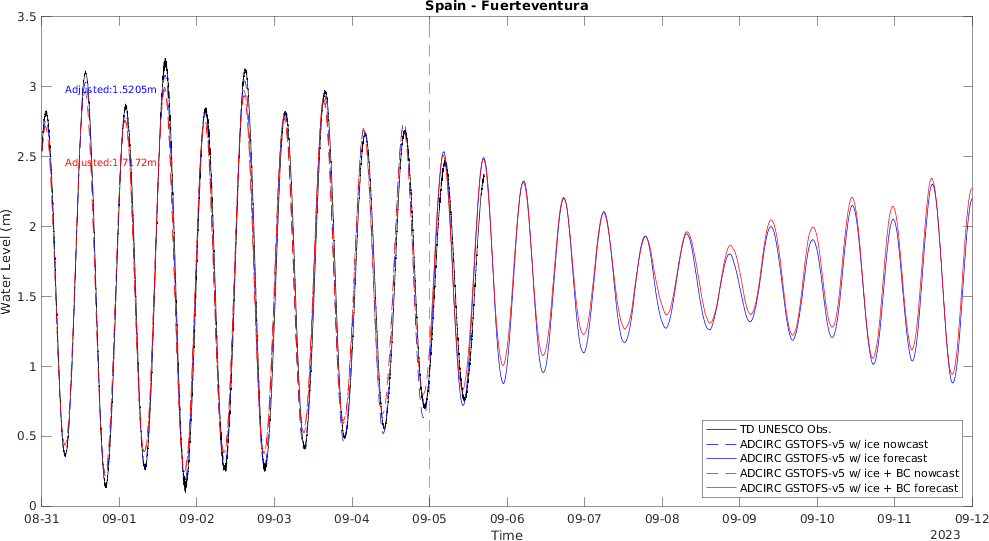 Spain - Fuerteventura
3.5
3
2.5
2
1.5
1
0.5
0
Water Level (m)
Adjusted:1.5205m
Adjusted:1.7172m
TD UNESCO Obs.
ADCIRC GSTOFS-v5 w/ ice nowcast
ADCIRC GSTOFS-v5 w/ ice forecast
ADCIRC GSTOFS-v5 w/ ice + BC nowcast
ADCIRC GSTOFS-v5 w/ ice + BC forecast
08-31 09-01 09-02 09-03 09-04 09-05 09-06 09-07 09-08 09-09 09-10 09-11 09-12
Time
2023